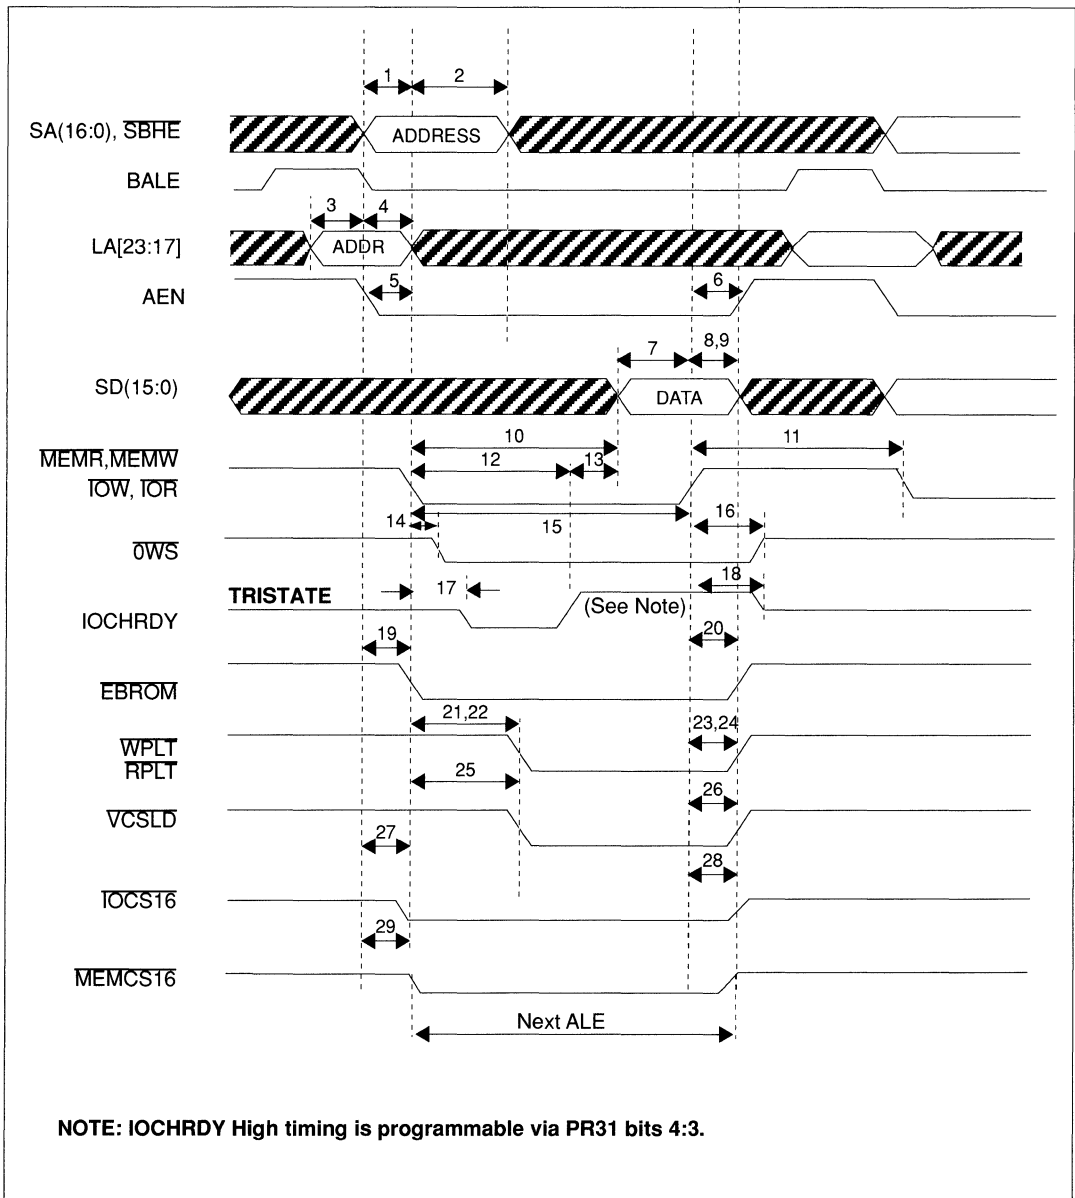 1 2
SA(16:0), SBHE ADDRESS
BALE
3 4
LA[23:17] ADDR
5 6
AEN
7 8,9
SD(15:0) DATA
10 11
MEMR,MEMW 12 13
IOW, IOR
14 15 16
0WS
17 18
TRISTATE (See Note)
IOCHRDY
19 20
EBROM
21,22 23,24
WPLT
RPLT
25 26
VCSLD
27 28
IOCS16
29
MEMCS16
Next ALE
NOTE: IOCHRDY High timing is programmable via PR31 bits 4:3.